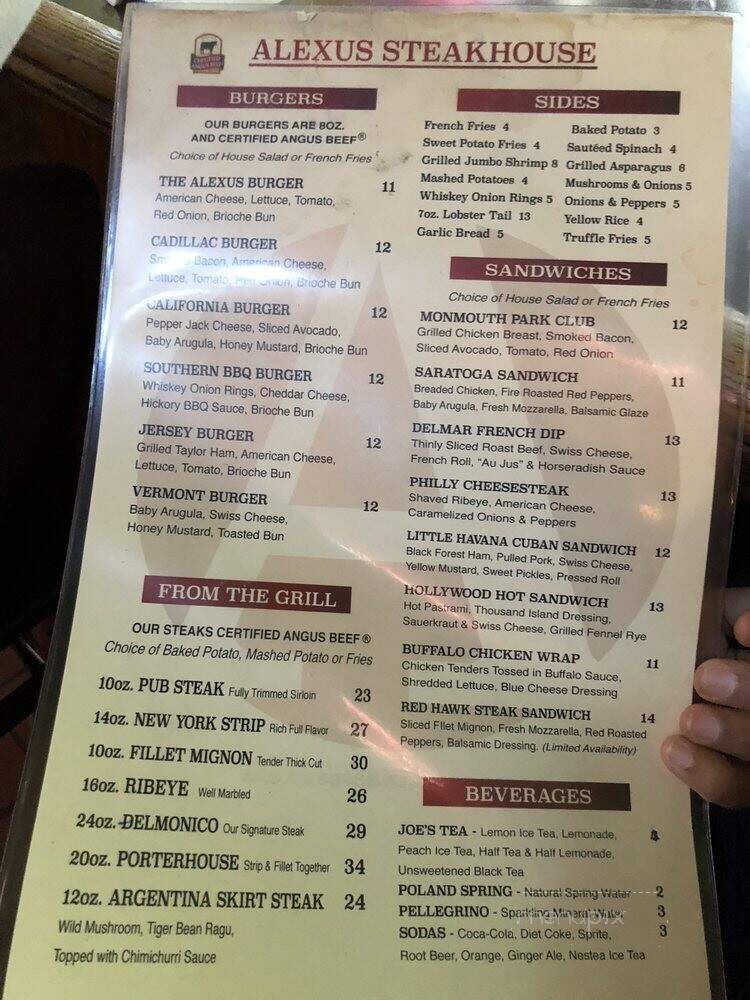 CERTIFIED
ANGUS BEEF
ALEXUS STEAKHOUSE
BURGERS
OUR BURGERS ARE 8OZ.
AND CERTIFIED ANGUS BEEF®
Choice of House Salad or French Fries
THE ALEXUS BURGER 11
American Cheese, Lettuce, Tomato,
Red Onion, Brioche Bun
CADILLAC BURGER 12
Smoked Bacon, American Cheese,
Lettuce, Tomato, Red Onion, Brioche Bun
CALIFORNIA BURGER 12
Pepper Jack Cheese, Sliced Avocado,
Baby Arugula, Honey Mustard, Brioche Bun
SOUTHERN BBQ BURGER 12
Whiskey Onion Rings, Cheddar Cheese,
Hickory BBQ Sauce, Brioche Bun
JERSEY BURGER 12
Grilled Taylor Ham, American Cheese,
Lettuce, Tomato, Brioche Bun
VERMONT BURGER 12
Baby Arugula, Swiss Cheese,
Honey Mustard, Toasted Bun
FROM THE GRILL
OUR STEAKS CERTIFIED ANGUS BEEF®
Choice of Baked Potato, Mashed Potato or Fries
10oz. PUB STEAK Fully Trimmed Sirloin 23
14oz. NEW YORK STRIP Rich Full Flavor 27
10oz. FILLET MIGNON Tender Thick Cut 30
16oz. RIBEYE Well Marbled 26
24oz. DELMONICO Our Signature Steak 29
20oz. PORTERHOUSE Strip & Fillet Together 34
12oz. ARGENTINA SKIRT STEAK 24
Wild Mushroom, Tiger Bean Ragu,
Topped with Chimichurri Sauce
SIDES
French Fries 4
Sweet Potato Fries 4
Grilled Jumbo Shrimp 8
Mashed Potatoes 4
Whiskey Onion Rings 5
7oz. Lobster Tail 13
Garlic Bread 5
Baked Potato 3
Sautéed Spinach 4
Grilled Asparagus 6
Mushrooms & Onions 5
Onions & Peppers 5
Yellow Rice 4
Truffle Fries 5
SANDWICHES
Choice of House Salad or French Fries
MONMOUTH PARK CLUB 12
Grilled Chicken Breast, Smoked Bacon,
Sliced Avocado, Tomato, Red Onion
SARATOGA SANDWICH 11
Breaded Chicken, Fire Roasted Red Peppers,
Baby Arugula, Fresh Mozzarella, Balsamic Glaze
DELMAR FRENCH DIP 13
Thinly Sliced Roast Beef, Swiss Cheese,
French Roll, "Au Jus" & Horseradish Sauce
PHILLY CHEESESTEAK 13
Shaved Ribeye, American Cheese,
Caramelized Onions & Peppers
LITTLE HAVANA CUBAN SANDWICH 12
Black Forest Ham, Pulled Pork, Swiss Cheese,
Yellow Mustard, Sweet Pickles, Pressed Roll
HOLLYWOOD HOT SANDWICH 13
Hot Pastrami, Thousand Island Dressing,
Sauerkraut & Swiss Cheese, Grilled Fennel Rye
BUFFALO CHICKEN WRAP 11
Chicken Tenders Tossed in Buffalo Sauce,
Shredded Lettuce, Blue Cheese Dressing
RED HAWK STEAK SANDWICH 14
Sliced FIlet Mignon, Fresh Mozzarella, Red Roasted
Peppers, Balsamic Dressing. (Limited Availability)
BEVERAGES
JOE'S TEA - Lemon Ice Tea, Lemonade,
Peach Ice Tea, Half Tea & Half Lemonade,
Unsweetened Black Tea
POLAND SPRING - Natural Spring Water 2
PELLEGRINO - Sparkling Mineral Water 3
SODAS - Coca-Cola, Diet Coke, Sprite, 3
Root Beer, Orange, Ginger Ale, Nestea Ice Tea
menupix